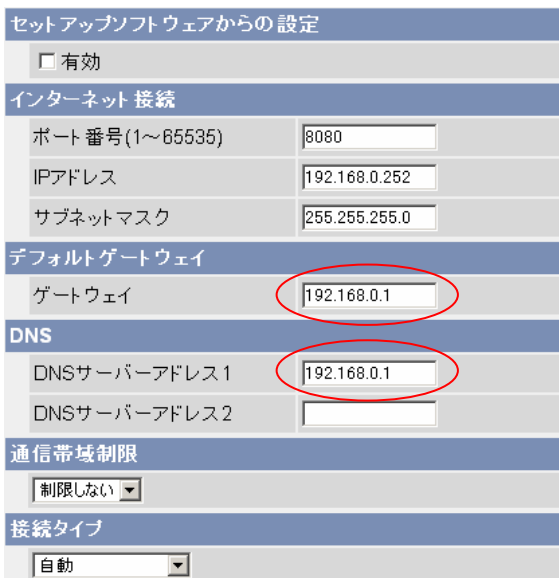 セットアップソフトウェアからの設定
有効
インターネット接続
ポート番号(1～65535) 8080
IPアドレス 192.168.0.252
サブネットマスク 255.255.255.0
デフォルトゲートウェイ
ゲートウェイ 192.168.0.1
DNS
DNSサーバーアドレス1 192.168.0.1
DNSサーバーアドレス2
通信帯域制限
制限しない
接続タイプ
自動